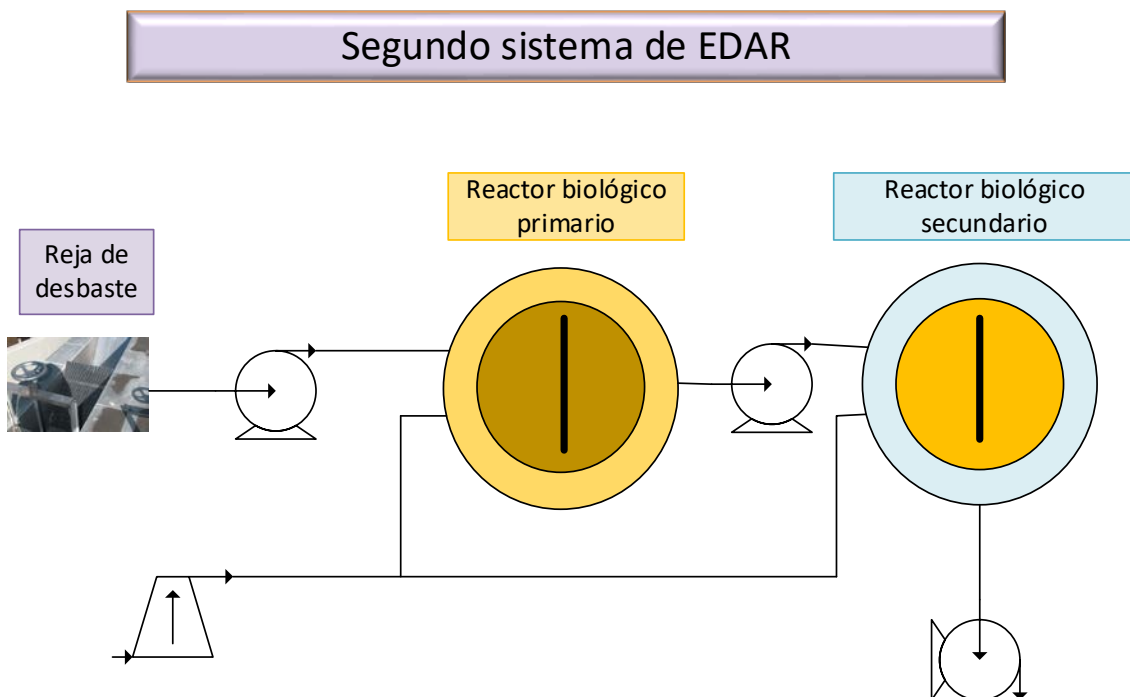 Segundo sistema de EDAR
Reactor biológico
primario
Reactor biológico
secundario
Reja de
desbaste